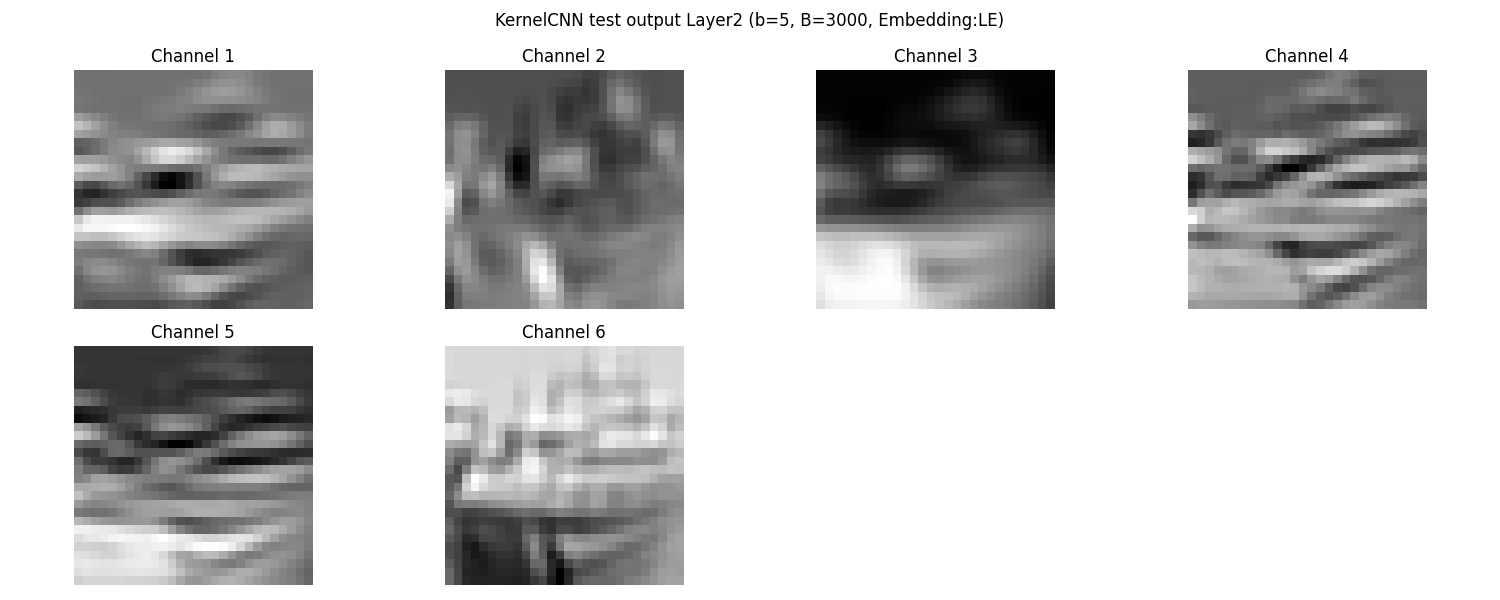 KernelCNN test output Layer2 (b=5, B=3000, Embedding:LE)
Channel 1
Channel 2
Channel 3
Channel 4
Channel 5
Channel 6